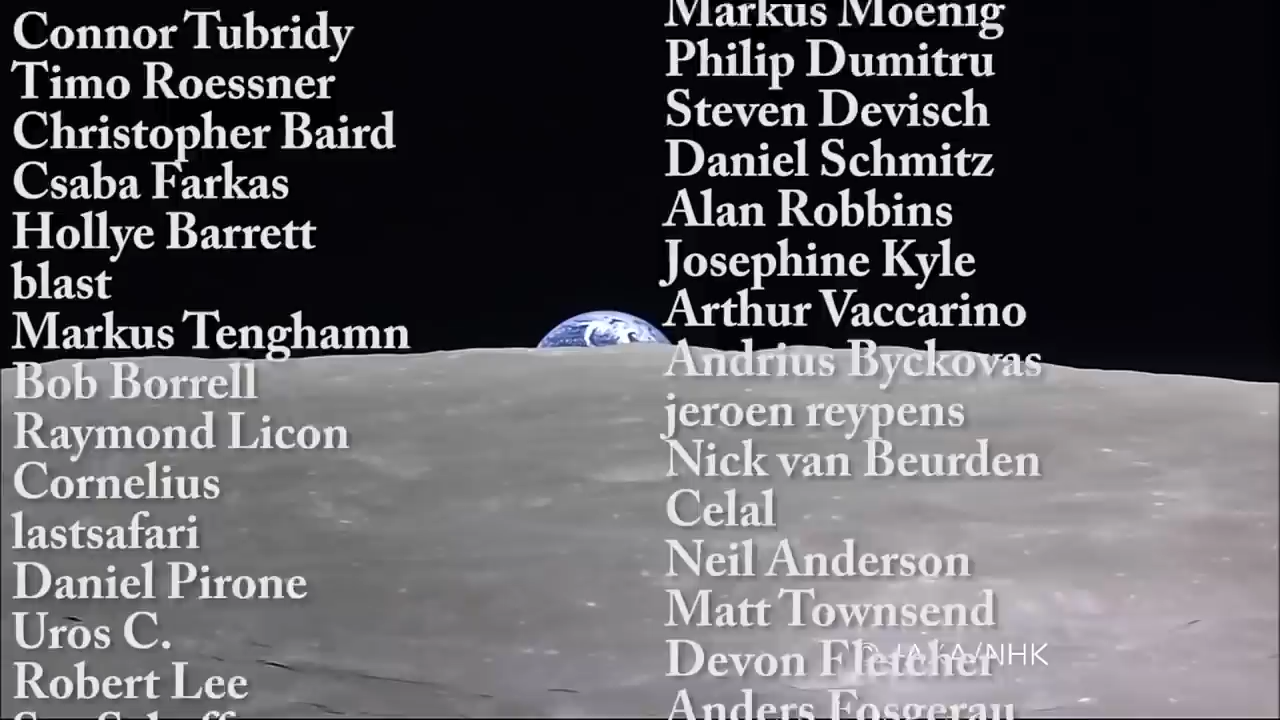 Connor Tubridy
Timo Roessner
Christopher Baird
Csaba Farkas
Hollye Barrett
blast
Markus Tenghamn
Bob Borrell
Raymond Licon
Cornelius
lastsafari
Daniel Pirone
Uros C.
Robert Lee
Markus Moenig
Philip Dumitru
Steven Devisch
Daniel Schmitz
Alan Robbins
Josephine Kyle
Arthur Vaccarino
Andrius Byckovas
jeroen reypens
Nick van Beurden
Celal
Neil Anderson
Matt Townsend
Devon Fletcher
Anders Fosgerau
© JAXA/NHK